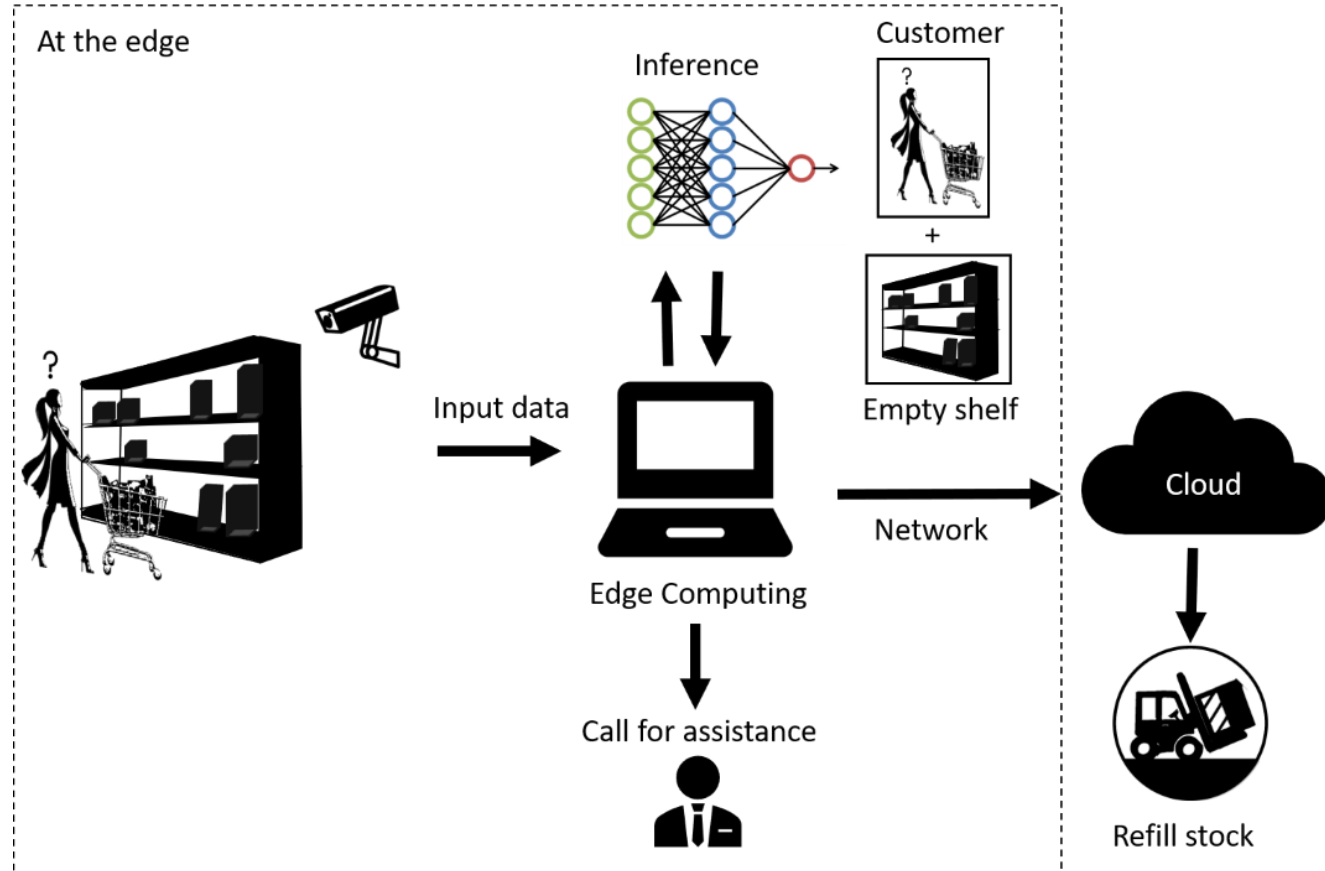 At the edge
Inference
Customer
?
+
?
Input data
Empty shelf
Cloud
Network
Edge Computing
Call for assistance
Refill stock